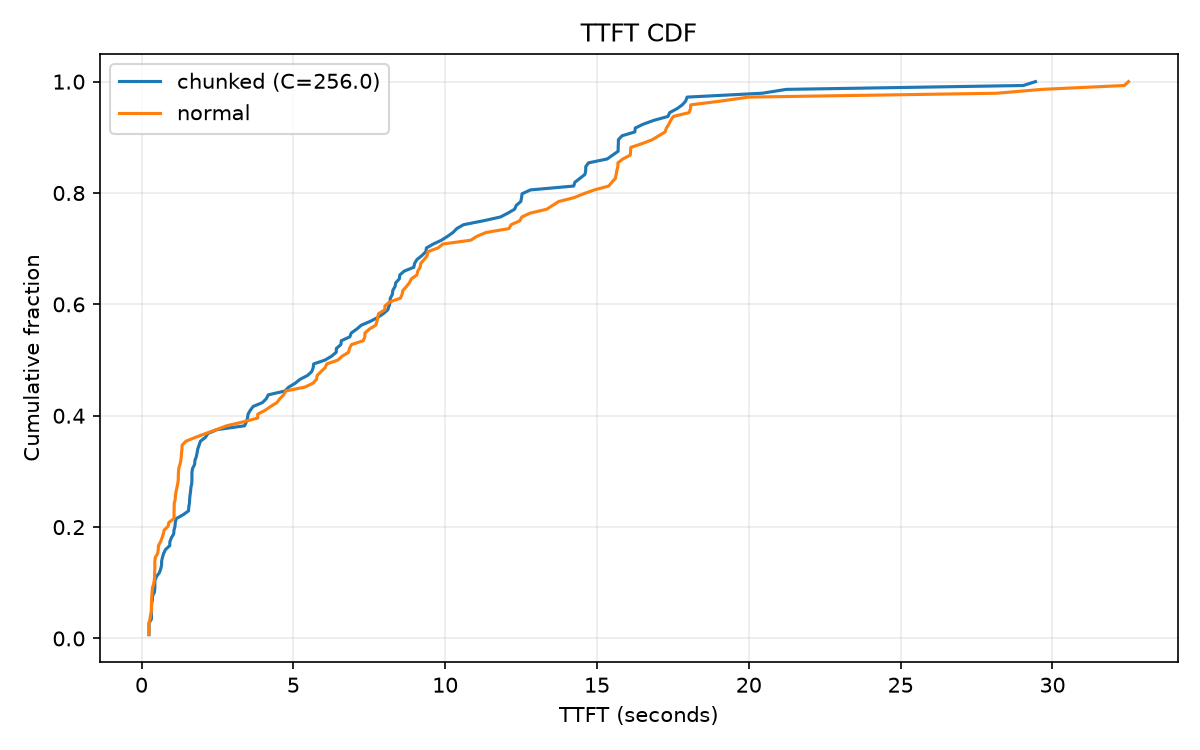 TTFT CDF
chunked (C=256.0)
normal
1.0
0.8
0.6
0.4
0.2
0.0
Cumulative fraction
0
5
10
15
20
25
30
TTFT (seconds)